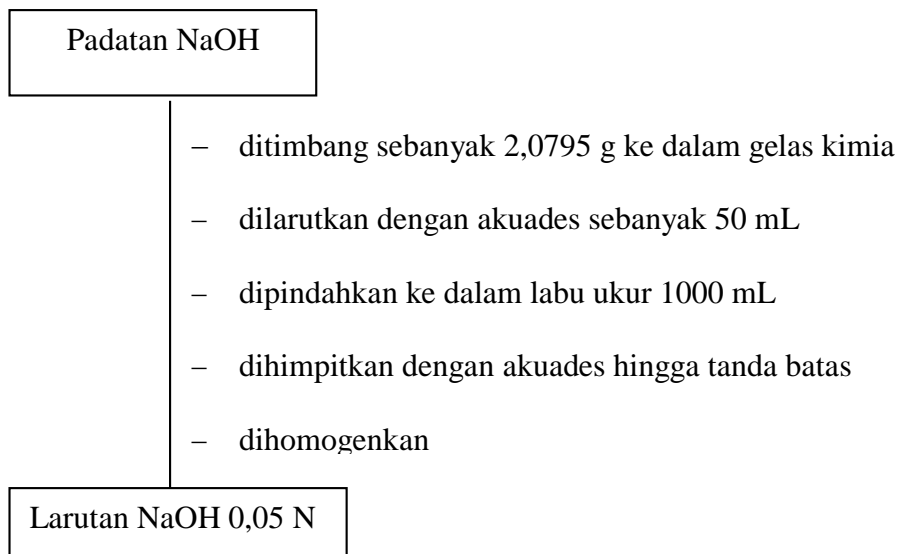 Padatan NaOH
– ditimbang sebanyak 2,0795 g ke dalam gelas kimia
– dilarutkan dengan akuades sebanyak 50 mL
– dipindahkan ke dalam labu ukur 1000 mL
– dihimpitkan dengan akuades hingga tanda batas
– dihomogenkan
Larutan NaOH 0,05 N